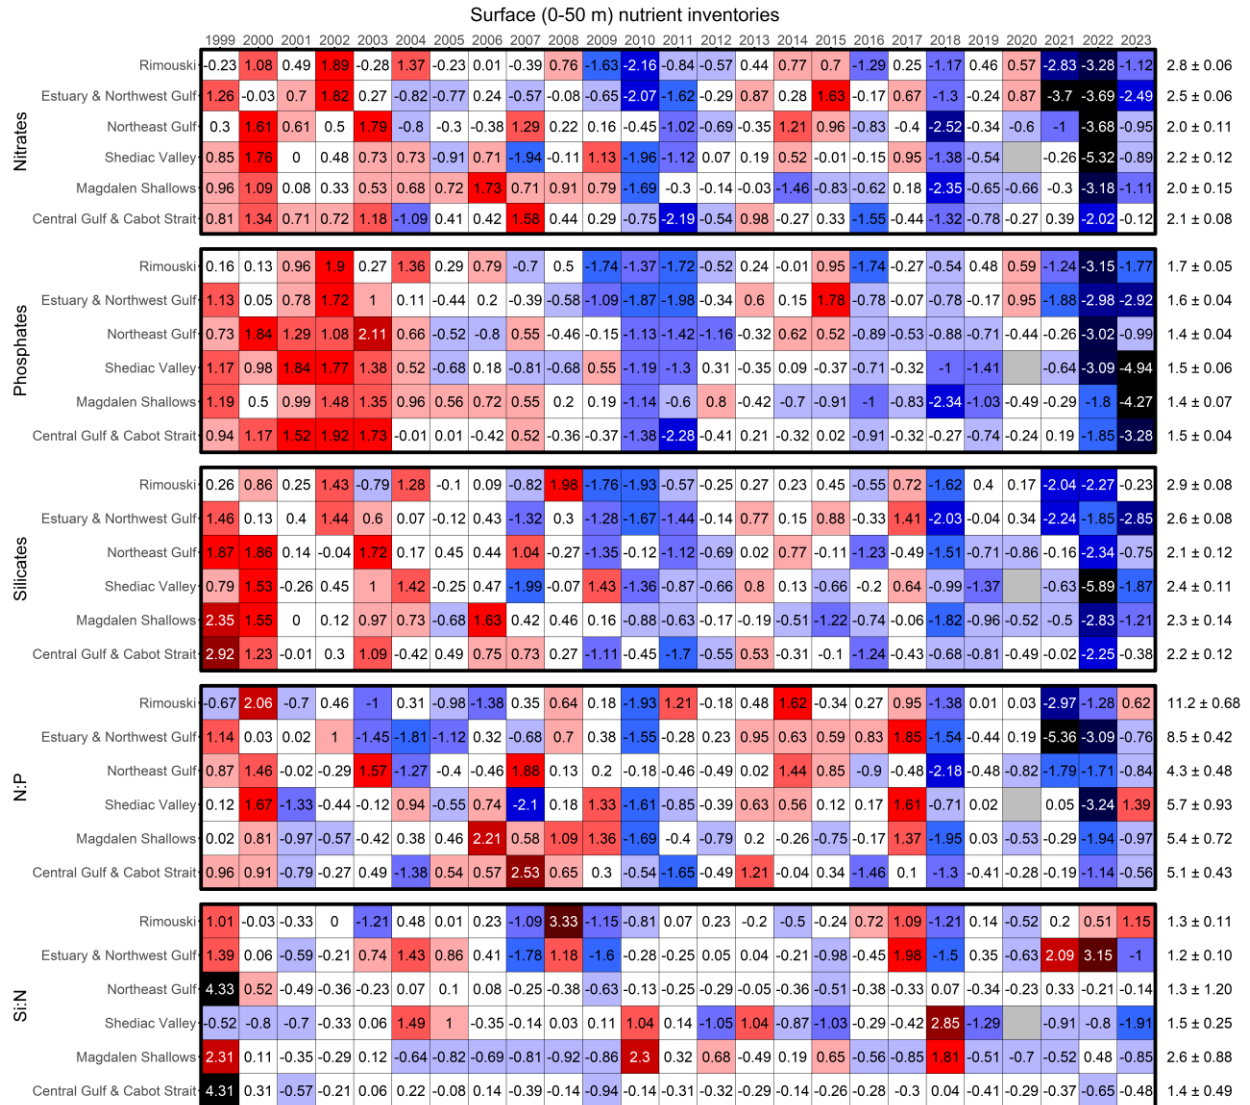 Surface (0-50 m) nutrient inventories
1999 2000 2001 2002 2003 2004 2005 2006 2007 2008 2009 2010 2011 2012 2013 2014 2015 2016 2017 2018 2019 2020 2021 2022 2023
Nitrates
Rimouski -0.23 1.08 0.49 1.89 -0.28 1.37 -0.23 0.01 -0.39 0.76 -1.63 -2.16 -0.84 -0.57 0.44 0.77 0.7 -1.29 0.25 -1.17 0.46 0.57 -2.83 -3.28 -1.12 2.8 ± 0.06
Estuary & Northwest Gulf 1.26 -0.03 0.7 1.82 0.27 -0.82 -0.77 0.24 -0.57 -0.08 -0.65 -2.07 -1.62 -0.29 0.87 0.28 1.63 -0.17 0.67 -1.3 -0.24 0.87 -3.7 -3.69 -2.49 2.5 ± 0.06
Northeast Gulf 0.3 1.61 0.61 0.5 1.79 -0.8 -0.3 -0.38 1.29 0.22 0.16 -0.45 -1.02 -0.69 -0.35 1.21 0.96 -0.83 -0.4 -2.52 -0.34 -0.6 -1 -3.68 -0.95 2.0 ± 0.11
Shediac Valley 0.85 1.76 0 0.48 0.73 0.73 -0.91 0.71 -1.94 -0.11 1.13 -1.96 -1.12 0.07 0.19 0.52 -0.01 -0.15 0.95 -1.38 -0.54 -0.26 -5.32 -0.89 2.2 ± 0.12
Magdalen Shallows 0.96 1.09 0.08 0.33 0.53 0.68 0.72 1.73 0.71 0.91 0.79 -1.69 -0.3 -0.14 -0.03 -1.46 -0.83 -0.62 0.18 -2.35 -0.65 -0.66 -0.3 -3.18 -1.11 2.0 ± 0.15
Central Gulf & Cabot Strait 0.81 1.34 0.71 0.72 1.18 -1.09 0.41 0.42 1.58 0.44 0.29 -0.75 -2.19 -0.54 0.98 -0.27 0.33 -1.55 -0.44 -1.32 -0.78 -0.27 0.39 -2.02 -0.12 2.1 ± 0.08
Phosphates
Rimouski 0.16 0.13 0.96 1.9 0.27 1.36 0.29 0.79 -0.7 0.5 -1.74 -1.37 -1.72 -0.52 0.24 -0.01 0.95 -1.74 -0.27 -0.54 0.48 0.59 -1.24 -3.15 -1.77 1.7 ± 0.05
Estuary & Northwest Gulf 1.13 0.05 0.78 1.72 1 0.11 -0.44 0.2 -0.39 -0.58 -1.09 -1.87 -1.98 -0.34 0.6 0.15 1.78 -0.78 -0.07 -0.78 -0.17 0.95 -1.88 -2.98 -2.92 1.6 ± 0.04
Northeast Gulf 0.73 1.84 1.29 1.08 2.11 0.66 -0.52 -0.8 0.55 -0.46 -0.15 -1.13 -1.42 -1.16 -0.32 0.62 0.52 -0.89 -0.53 -0.88 -0.71 -0.44 -0.26 -3.02 -0.99 1.4 ± 0.04
Shediac Valley 1.17 0.98 1.84 1.77 1.38 0.52 -0.68 0.18 -0.81 -0.68 0.55 -1.19 -1.3 0.31 -0.35 0.09 -0.37 -0.71 -0.32 -1 -1.41 -0.64 -3.09 -4.94 1.5 ± 0.06
Magdalen Shallows 1.19 0.5 0.99 1.48 1.35 0.96 0.56 0.72 0.55 0.2 0.19 -1.14 -0.6 0.8 -0.42 -0.7 -0.91 -1 -0.83 -2.34 -1.03 -0.49 -0.29 -1.8 -4.27 1.4 ± 0.07
Central Gulf & Cabot Strait 0.94 1.17 1.52 1.92 1.73 -0.01 0.01 -0.42 0.52 -0.36 -0.37 -1.38 -2.28 -0.41 0.21 -0.32 0.02 -0.91 -0.32 -0.27 -0.74 -0.24 0.19 -1.85 -3.28 1.5 ± 0.04
Silicates
Rimouski 0.26 0.86 0.25 1.43 -0.79 1.28 -0.1 0.09 -0.82 1.98 -1.76 -1.93 -0.57 -0.25 0.27 0.23 0.45 -0.55 0.72 -1.62 0.4 0.17 -2.04 -2.27 -0.23 2.9 ± 0.08
Estuary & Northwest Gulf 1.46 0.13 0.4 1.44 0.6 0.07 -0.12 0.43 -1.32 0.3 -1.28 -1.67 -1.44 -0.14 0.77 0.15 0.88 -0.33 1.41 -2.03 -0.04 0.34 -2.24 -1.85 -2.85 2.6 ± 0.08
Northeast Gulf 1.87 1.86 0.14 -0.04 1.72 0.17 0.45 0.44 1.04 -0.27 -1.35 -0.12 -1.12 -0.69 0.02 0.77 -0.11 -1.23 -0.49 -1.51 -0.71 -0.86 -0.16 -2.34 -0.75 2.1 ± 0.12
Shediac Valley 0.79 1.53 -0.26 0.45 1 1.42 -0.25 0.47 -1.99 -0.07 1.43 -1.36 -0.87 -0.66 0.8 0.13 -0.66 -0.2 0.64 -0.99 -1.37 -0.63 -5.89 -1.87 2.4 ± 0.11
Magdalen Shallows 2.35 1.55 0 0.12 0.97 0.73 -0.68 1.63 0.42 0.46 0.16 -0.88 -0.63 -0.17 -0.19 -0.51 -1.22 -0.74 -0.06 -1.82 -0.96 -0.52 -0.5 -2.83 -1.21 2.3 ± 0.14
Central Gulf & Cabot Strait 2.92 1.23 -0.01 0.3 1.09 -0.42 0.49 0.75 0.73 0.27 -1.11 -0.45 -1.7 -0.55 0.53 -0.31 -0.1 -1.24 -0.43 -0.68 -0.81 -0.49 -0.02 -2.25 -0.38 2.2 ± 0.12
N:P
Rimouski -0.67 2.06 -0.7 0.46 -1 0.31 -0.98 -1.38 0.35 0.64 0.18 -1.93 1.21 -0.18 0.48 1.62 -0.34 0.27 0.95 -1.38 0.01 0.03 -2.97 -1.28 0.62 11.2 ± 0.68
Estuary & Northwest Gulf 1.14 0.03 0.02 1 -1.45 -1.81 -1.12 0.32 -0.68 0.7 0.38 -1.55 -0.28 0.23 0.95 0.63 0.59 0.83 1.85 -1.54 -0.44 0.19 -5.36 -3.09 -0.76 8.5 ± 0.42
Northeast Gulf 0.87 1.46 -0.02 -0.29 1.57 -1.27 -0.4 -0.46 1.88 0.13 0.2 -0.18 -0.46 -0.49 0.02 1.44 0.85 -0.9 -0.48 -2.18 -0.48 -0.82 -1.79 -1.71 -0.84 4.3 ± 0.48
Shediac Valley 0.12 1.67 -1.33 -0.44 -0.12 0.94 -0.55 0.74 -2.1 0.18 1.33 -1.61 -0.85 -0.39 0.63 0.56 0.12 0.17 1.61 -0.71 0.02 0.05 -3.24 1.39 5.7 ± 0.93
Magdalen Shallows 0.02 0.81 -0.97 -0.57 -0.42 0.38 0.46 2.21 0.58 1.09 1.36 -1.69 -0.4 -0.79 0.2 -0.26 -0.75 -0.17 1.37 -1.95 0.03 -0.53 -0.29 -1.94 -0.97 5.4 ± 0.72
Central Gulf & Cabot Strait 0.96 0.91 -0.79 -0.27 0.49 -1.38 0.54 0.57 2.53 0.65 0.3 -0.54 -1.65 -0.49 1.21 -0.04 0.34 -1.46 0.1 -1.3 -0.41 -0.28 -0.19 -1.14 -0.56 5.1 ± 0.43
Si:N
Rimouski 1.01 -0.03 -0.33 0 -1.21 0.48 0.01 0.23 -1.09 3.33 -1.15 -0.81 0.07 0.23 -0.2 -0.5 -0.24 0.72 1.09 -1.21 0.14 -0.52 0.2 0.51 1.15 1.3 ± 0.11
Estuary & Northwest Gulf 1.39 0.06 -0.59 -0.21 0.74 1.43 0.86 0.41 -1.78 1.18 -1.6 -0.28 -0.25 0.05 0.04 -0.21 -0.98 -0.45 1.98 -1.5 0.35 -0.63 2.09 3.15 -1 1.2 ± 0.10
Northeast Gulf 4.33 0.52 -0.49 -0.36 -0.23 0.07 0.1 0.08 -0.25 -0.38 -0.63 -0.13 -0.25 -0.29 -0.25 -0.35 -0.51 -0.38 -0.33 0.07 -0.34 -0.23 0.33 -0.21 -0.14 1.3 ± 1.20
Shediac Valley -0.52 -0.8 -0.7 -0.33 0.06 1.49 1 -0.35 -0.14 0.03 0.11 1.04 0.14 -1.05 1.04 -0.87 -1.03 -0.29 -0.42 2.85 -1.29 -0.91 -0.8 -1.91 1.5 ± 0.25
Magdalen Shallows 2.31 0.11 -0.35 -0.29 0.12 -0.64 -0.82 -0.69 -0.81 -0.92 -0.86 2.3 0.32 0.68 -0.49 0.19 0.65 -0.56 -0.85 1.81 -0.51 -0.7 -0.52 0.48 -0.85 2.6 ± 0.88
Central Gulf & Cabot Strait 4.31 0.31 -0.57 -0.21 0.06 0.22 -0.08 0.14 -0.39 -0.14 -0.94 -0.14 -0.31 -0.32 -0.29 -0.14 -0.26 -0.28 -0.3 0.04 -0.41 -0.29 -0.37 -0.65 -0.48 1.4 ± 0.49